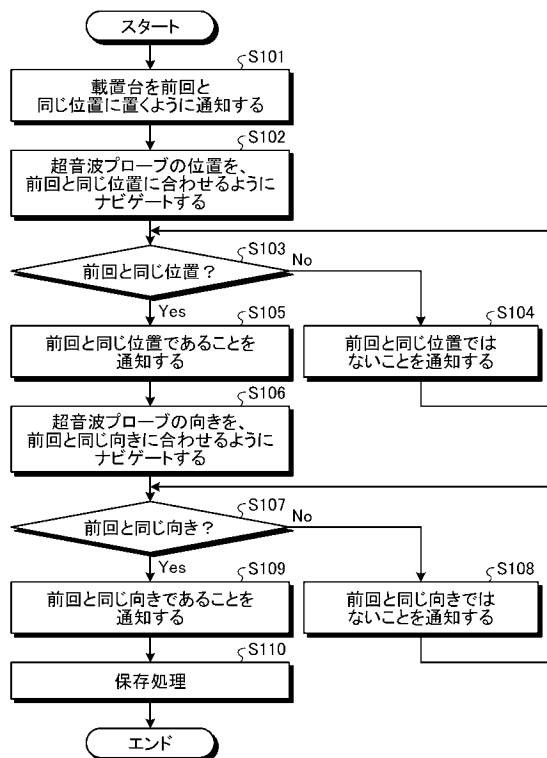 スタート
S101
載置台を前回と
同じ位置に置くように通知する
S102
超音波プローブの位置を、
前回と同じ位置に合わせるように
ナビゲートする
S103
前回と同じ位置？
No
Yes
S105
前回と同じ位置であることを
通知する
S104
前回と同じ位置では
ないことを通知する
S106
超音波プローブの向きを、
前回と同じ向きに合わせるように
ナビゲートする
S107
前回と同じ向き？
No
Yes
S109
前回と同じ向きであることを
通知する
S108
前回と同じ向きでは
ないことを通知する
S110
保存処理
エンド